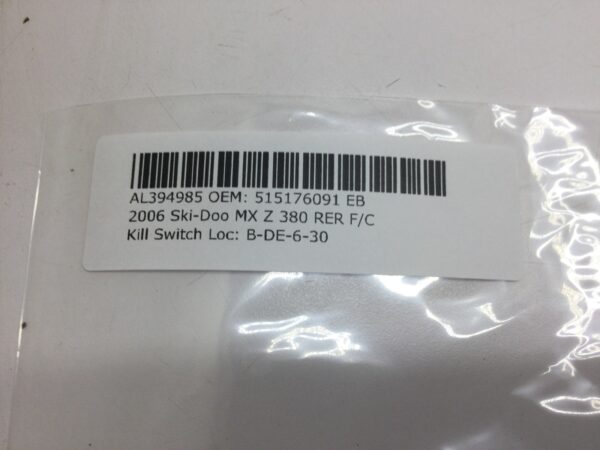 AL394985 OEM: 515176091 EB
2006 Ski-Doo MX Z 380 RER F/C
Kill Switch Loc: B-DE-6-30